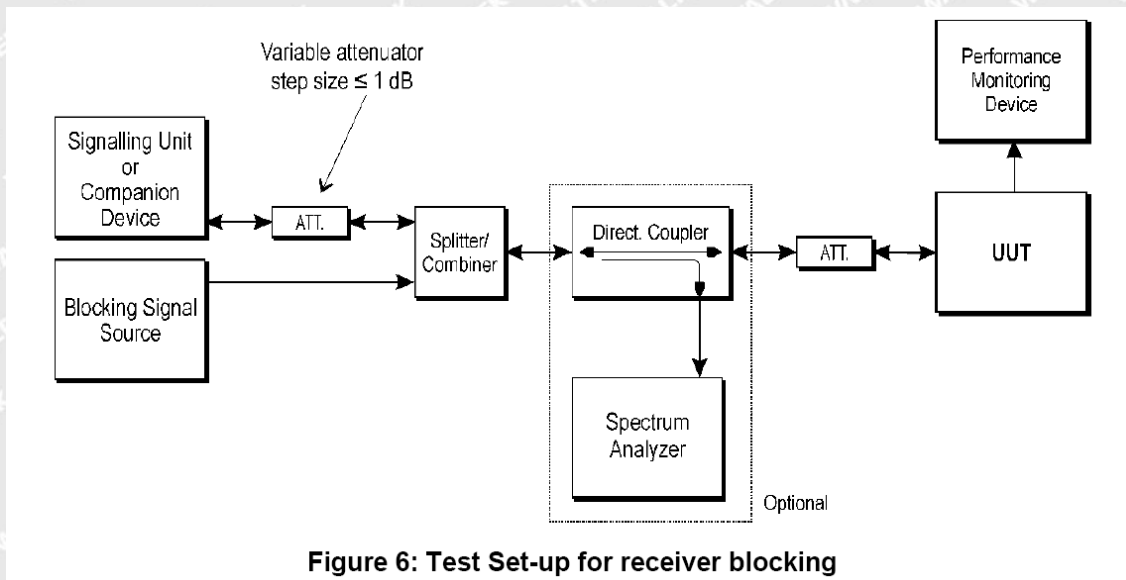 Variable attenuator
step size ≤ 1 dB
Performance
Monitoring
Device
Signalling Unit
or
Companion
Device
ATT.
Splitter/
Combiner
Direct. Coupler
ATT.
UUT
Blocking Signal
Source
Spectrum
Analyzer
Optional
Figure 6: Test Set-up for receiver blocking